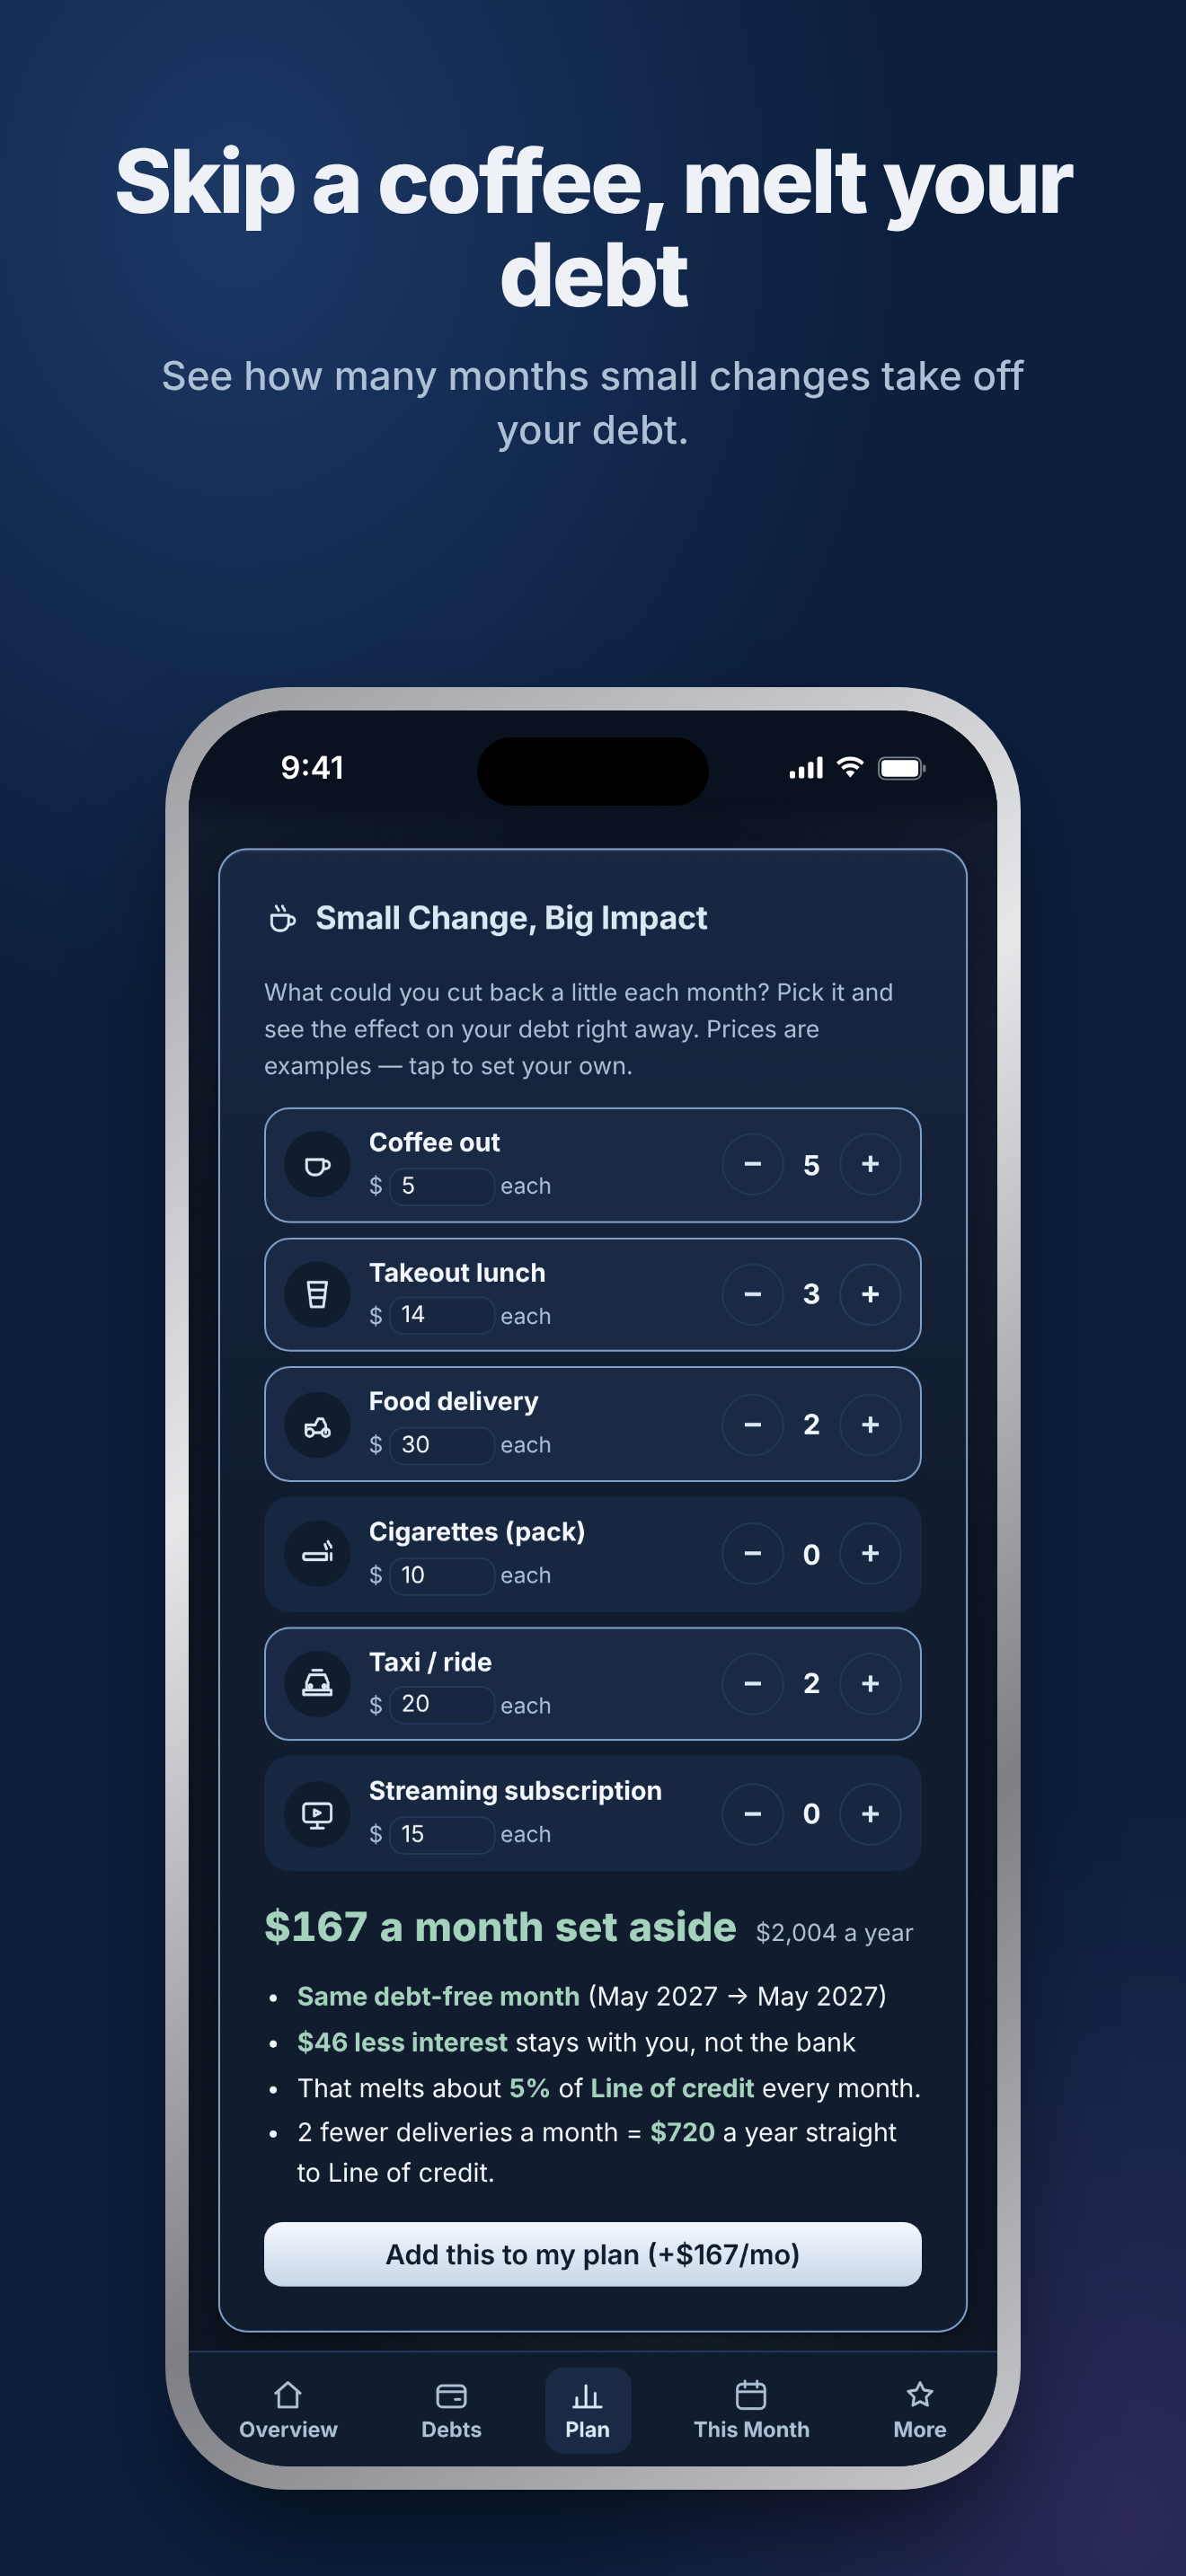 Skip a coffee, melt your
debt
See how many months small changes take off
your debt.
9:41
Small Change, Big Impact
What could you cut back a little each month? Pick it and
see the effect on your debt right away. Prices are
examples — tap to set your own.
Coffee out
$ 5 each
− 5 +
Takeout lunch
$ 14 each
− 3 +
Food delivery
$ 30 each
− 2 +
Cigarettes (pack)
$ 10 each
− 0 +
Taxi / ride
$ 20 each
− 2 +
Streaming subscription
$ 15 each
− 0 +
$167 a month set aside $2,004 a year
• Same debt-free month (May 2027 → May 2027)
• $46 less interest stays with you, not the bank
• That melts about 5% of Line of credit every month.
• 2 fewer deliveries a month = $720 a year straight
to Line of credit.
Add this to my plan (+$167/mo)
Overview Debts Plan This Month More